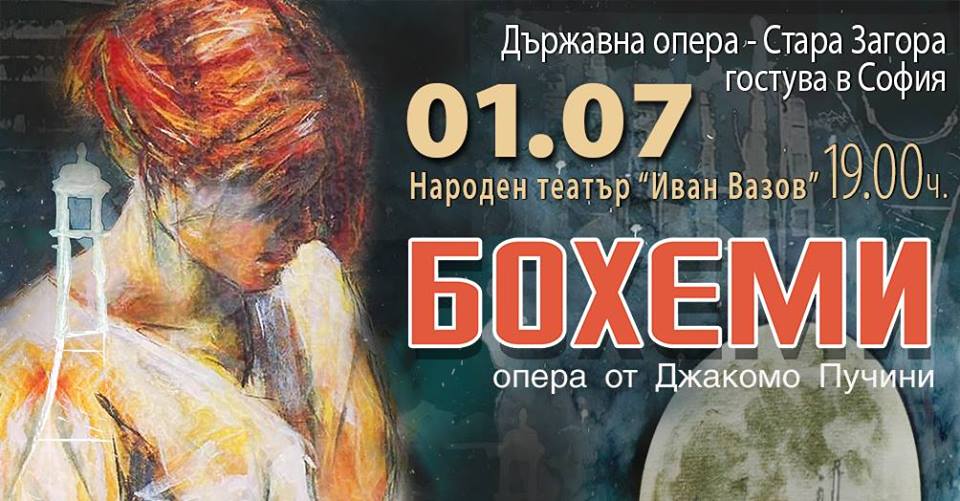 Държавна опера - Стара Загора
гостува в София
01.07
Народен театър "Иван Вазов" 19.00ч.
БОХЕМИ
опера от Джакомо Пучини